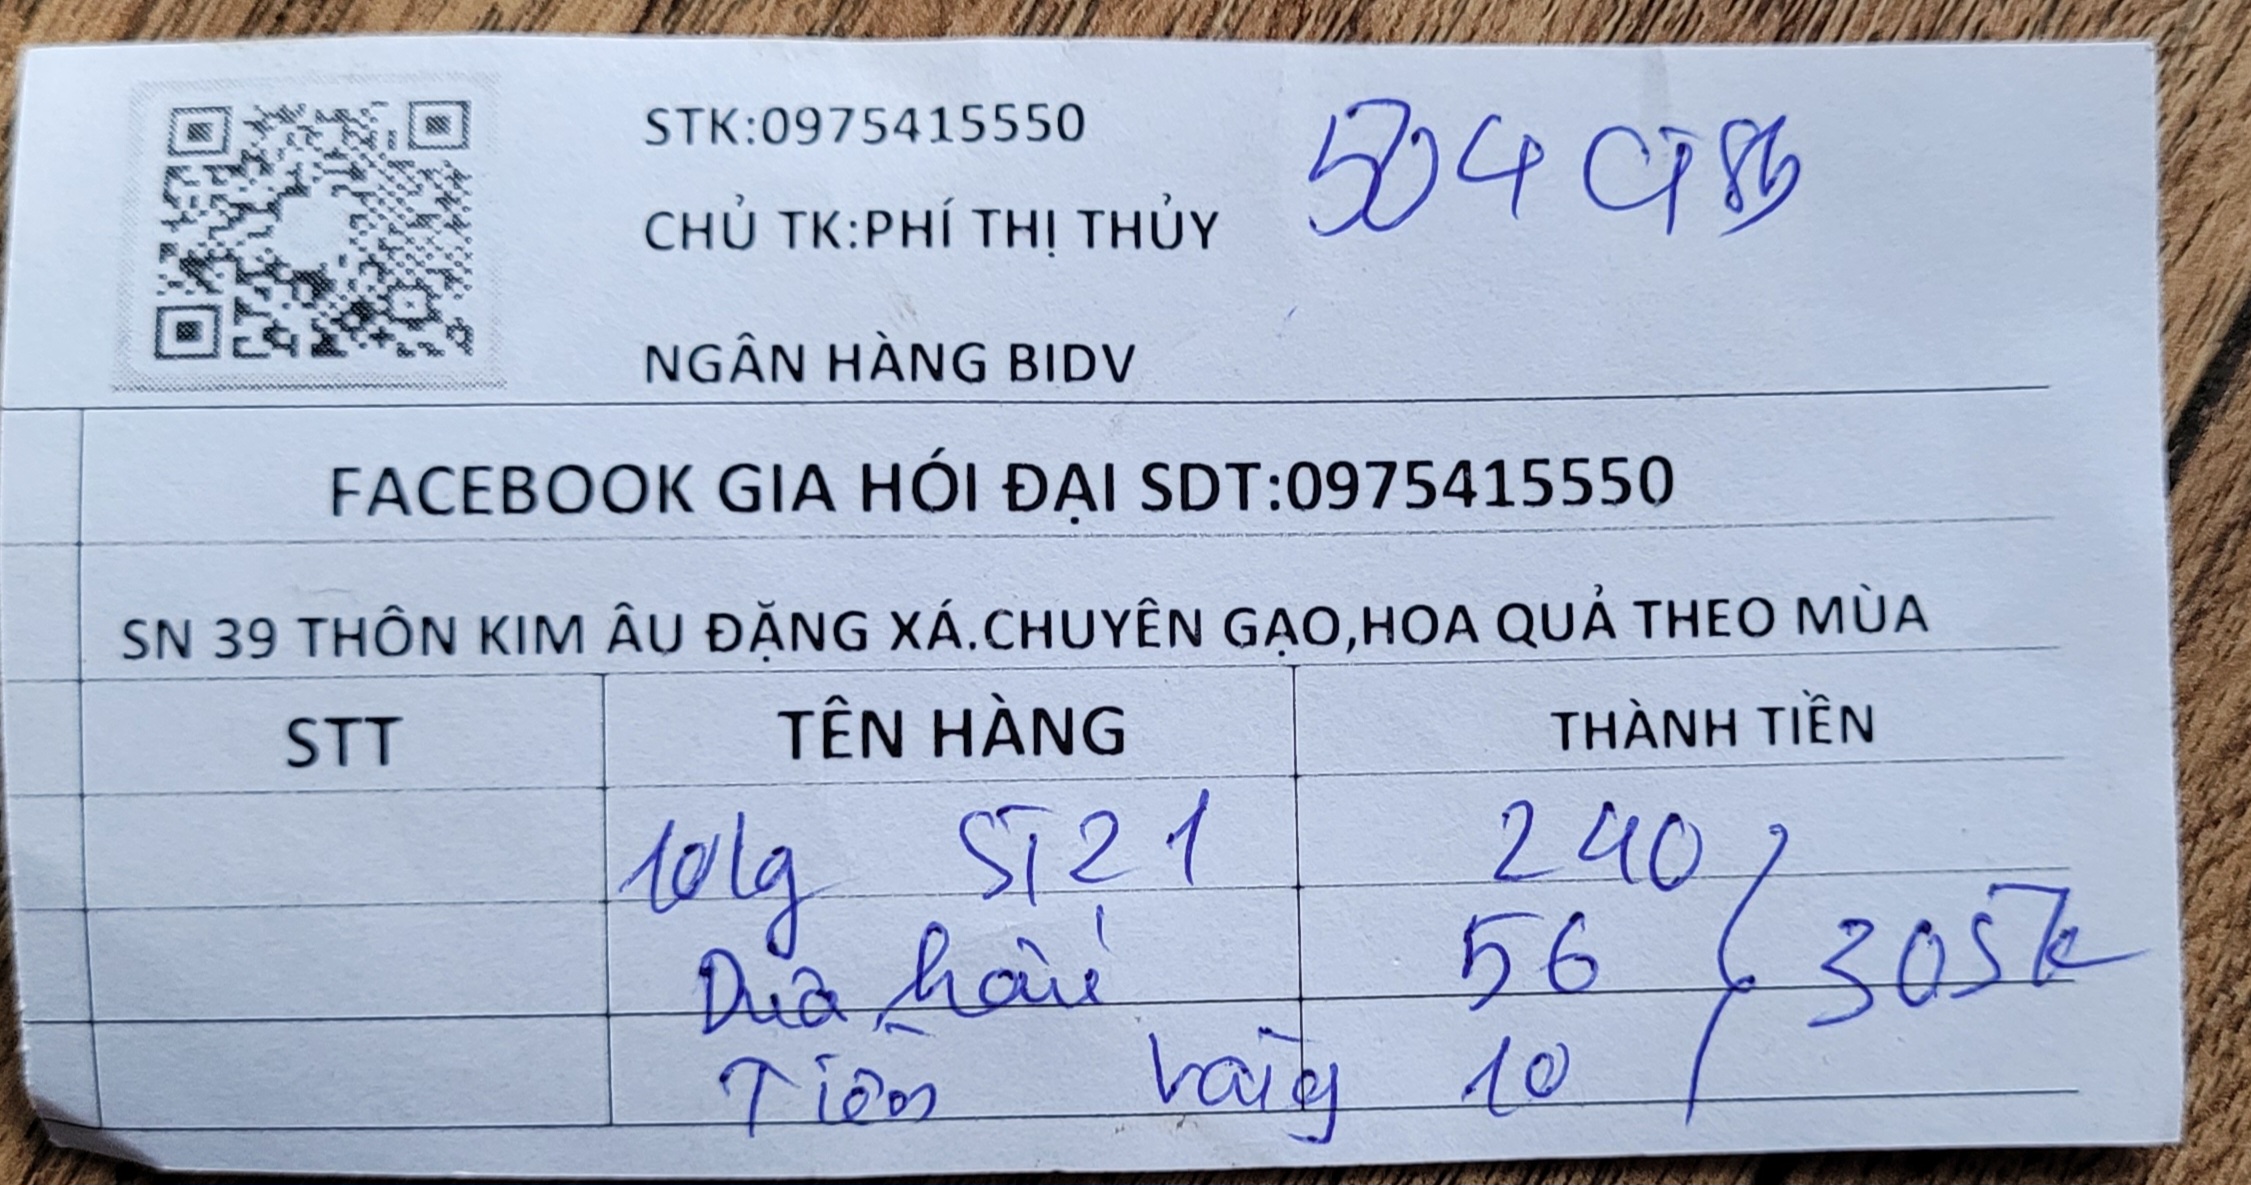 STK:0975415550
504 CT8B
CHỦ TK:PHÍ THỊ THỦY
NGÂN HÀNG BIDV
FACEBOOK GIA HÓI ĐẠI SDT:0975415550
SN 39 THÔN KIM ÂU ĐẶNG XÁ.CHUYÊN GẠO,HOA QUẢ THEO MÙA
STT TÊN HÀNG THÀNH TIỀN
10kg ST21 240
Dưa hấu 56 305k
Tiền 10